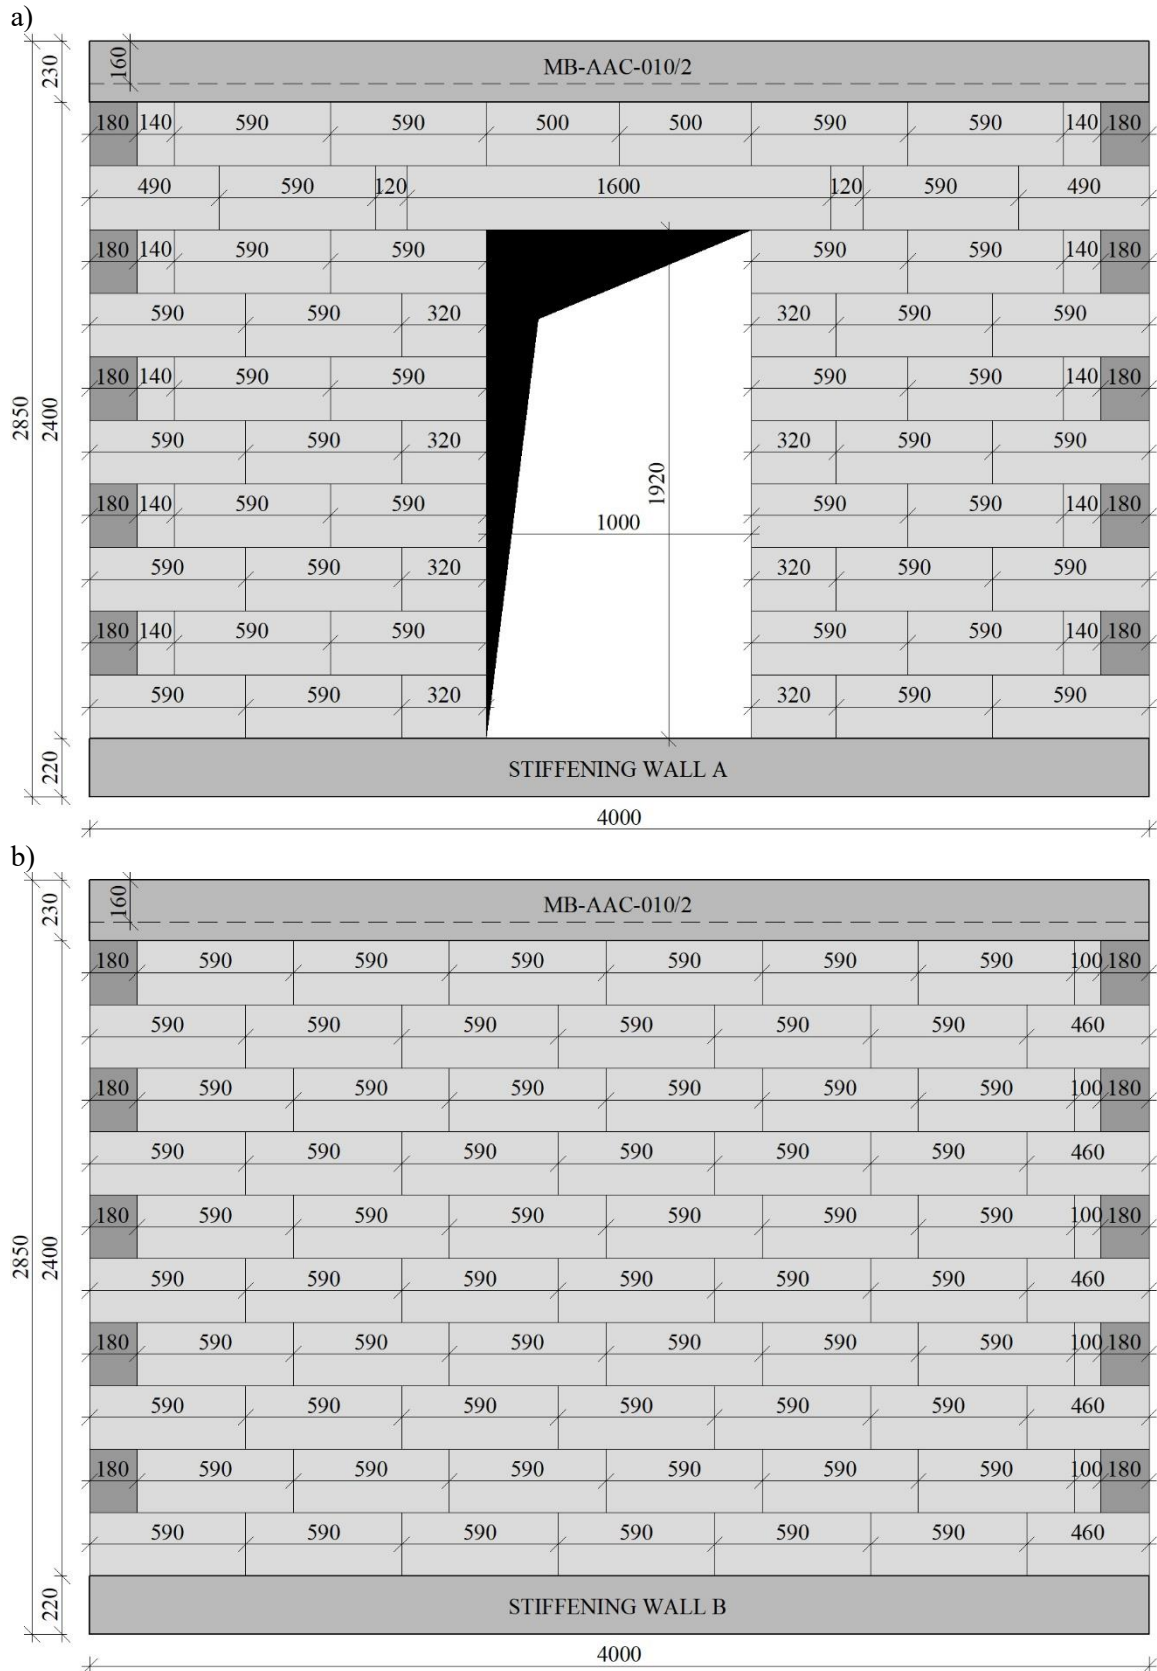 a)
230 160 MB-AAC-010/2
180 140 590 590 500 500 590 590 140 180
490 590 120 1600 120 590 490
180 140 590 590 590 590 140 180
590 590 320 320 590 590
180 140 590 590 590 590 140 180
2850 2400
590 590 320 320 590 590
1920
180 140 590 590 590 590 140 180
1000
590 590 320 320 590 590
180 140 590 590 590 590 140 180
590 590 320 320 590 590
220 STIFFENING WALL A
4000
b)
230 160 MB-AAC-010/2
180 590 590 590 590 590 590 100 180
590 590 590 590 590 590 460
180 590 590 590 590 590 590 100 180
590 590 590 590 590 590 460
180 590 590 590 590 590 590 100 180
2850 2400
590 590 590 590 590 590 460
180 590 590 590 590 590 590 100 180
590 590 590 590 590 590 460
180 590 590 590 590 590 590 100 180
590 590 590 590 590 590 460
220 STIFFENING WALL B
4000